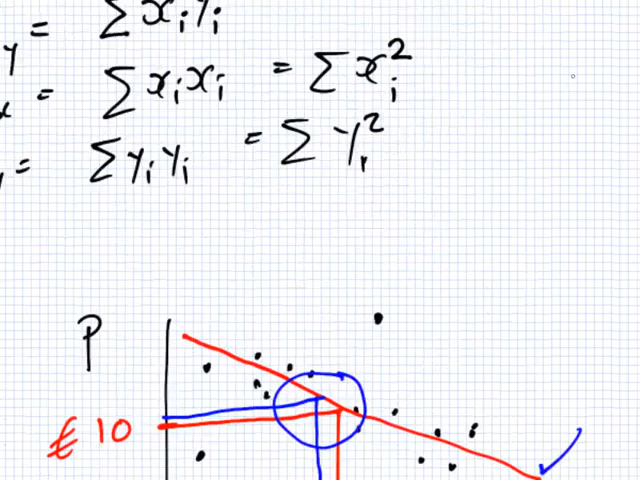 y = ∑ xᵢyᵢ
x = ∑ xᵢxᵢ = ∑ xᵢ²
= ∑ yᵢyᵢ = ∑ yᵢ²
P
€10